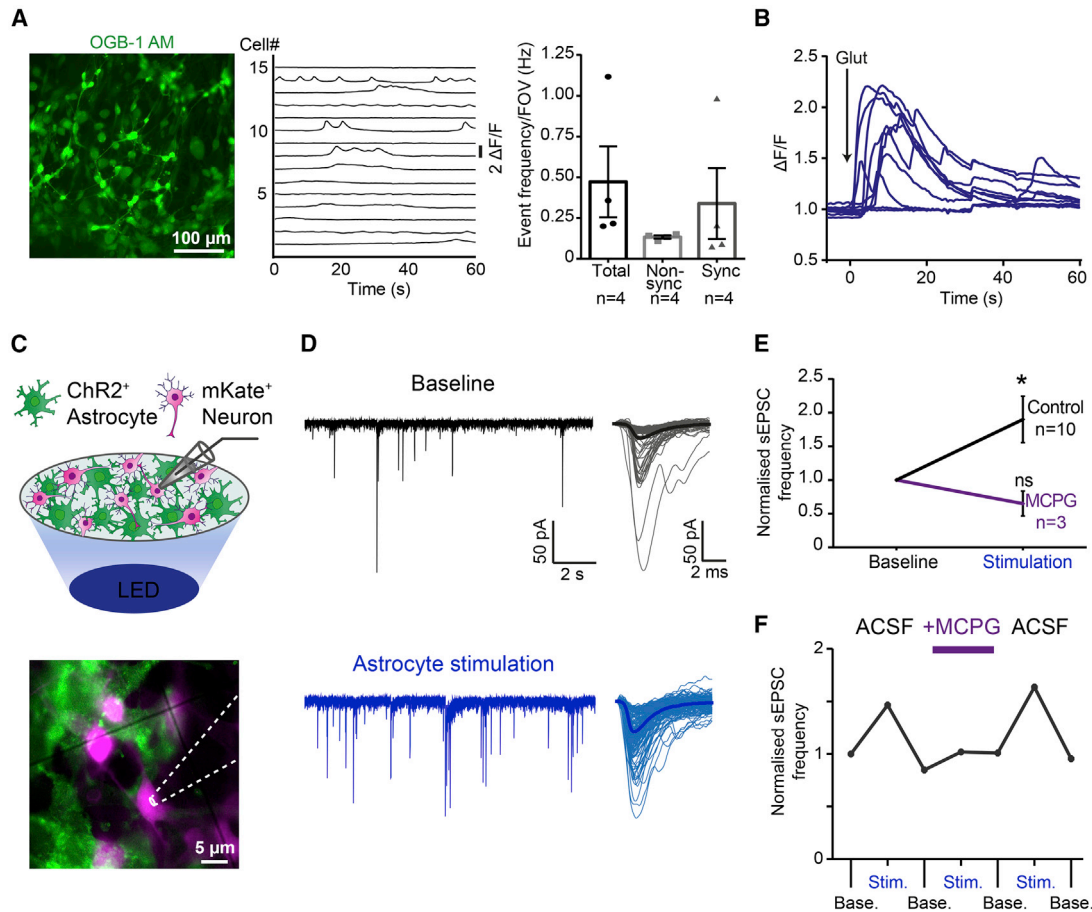 A
OGB-1 AM
100 µm
Cell#
15
10
5
0
20
40
60
Time (s)
2 ΔF/F
Event frequency/FOV (Hz)
1.25
1.00
0.75
0.50
0.25
0
Total
Non-
sync
Sync
n=4
n=4
n=4
B
Glut
ΔF/F
2.5
2.0
1.5
1.0
0.5
0
20
40
60
Time (s)
C
ChR2+
Astrocyte
mKate+
Neuron
LED
5 µm
D
Baseline
50 pA
2 s
50 pA
2 ms
Astrocyte stimulation
E
Normalised sEPSC
frequency
2.5
2.0
1.5
1.0
0.5
0
*
Control
n=10
ns
MCPG
n=3
Baseline
Stimulation
F
ACSF +MCPG ACSF
Normalised sEPSC
frequency
2
1
0
Stim. Stim. Stim.
Base. Base. Base. Base.